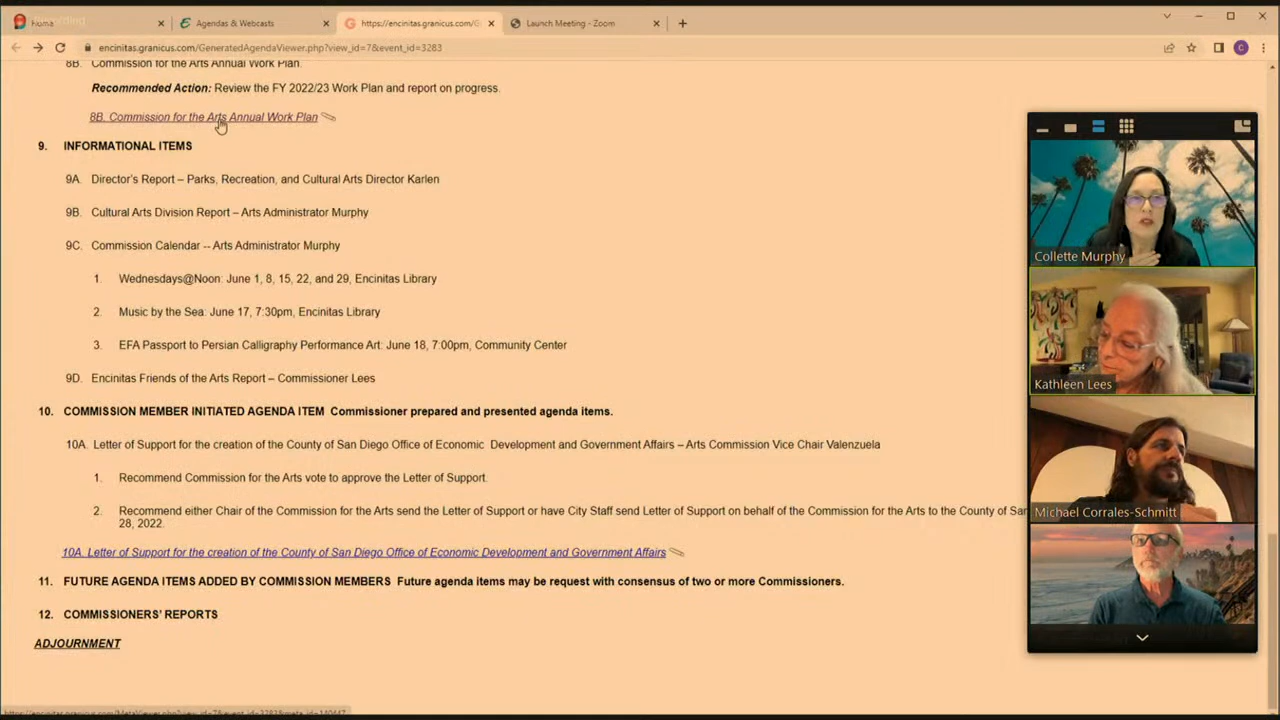 Recording
Agendas & Webcasts
https://encinitas.granicus.com/G
Launch Meeting - Zoom
encinitas.granicus.com/GeneratedAgendaViewer.php?view_id=7&event_id=3283
8B. Commission for the Arts Annual Work Plan.
Recommended Action: Review the FY 2022/23 Work Plan and report on progress.
8B. Commission for the Arts Annual Work Plan
9. INFORMATIONAL ITEMS
9A. Director's Report – Parks, Recreation, and Cultural Arts Director Karlen
9B. Cultural Arts Division Report – Arts Administrator Murphy
9C. Commission Calendar -- Arts Administrator Murphy
1. Wednesdays@Noon: June 1, 8, 15, 22, and 29, Encinitas Library
2. Music by the Sea: June 17, 7:30pm, Encinitas Library
3. EFA Passport to Persian Calligraphy Performance Art: June 18, 7:00pm, Community Center
9D. Encinitas Friends of the Arts Report – Commissioner Lees
10. COMMISSION MEMBER INITIATED AGENDA ITEM Commissioner prepared and presented agenda items.
10A. Letter of Support for the creation of the County of San Diego Office of Economic Development and Government Affairs – Arts Commission Vice Chair Valenzuela
1. Recommend Commission for the Arts vote to approve the Letter of Support.
2. Recommend either Chair of the Commission for the Arts send the Letter of Support or have City Staff send Letter of Support on behalf of the Commission for the Arts to the County of San
28, 2022.
10A. Letter of Support for the creation of the County of San Diego Office of Economic Development and Government Affairs
11. FUTURE AGENDA ITEMS ADDED BY COMMISSION MEMBERS Future agenda items may be request with consensus of two or more Commissioners.
12. COMMISSIONERS' REPORTS
ADJOURNMENT
Collette Murphy
Kathleen Lees
Michael Corrales-Schmitt